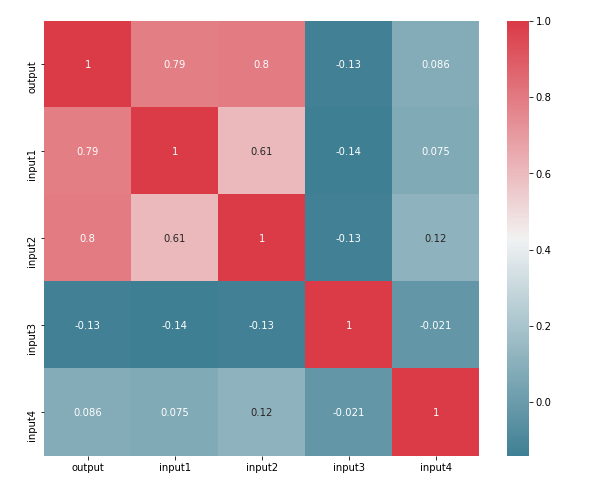 output 1 0.79 0.8 -0.13 0.086
input1 0.79 1 0.61 -0.14 0.075
input2 0.8 0.61 1 -0.13 0.12
input3 -0.13 -0.14 -0.13 1 -0.021
input4 0.086 0.075 0.12 -0.021 1
output input1 input2 input3 input4
1.0
0.8
0.6
0.4
0.2
0.0